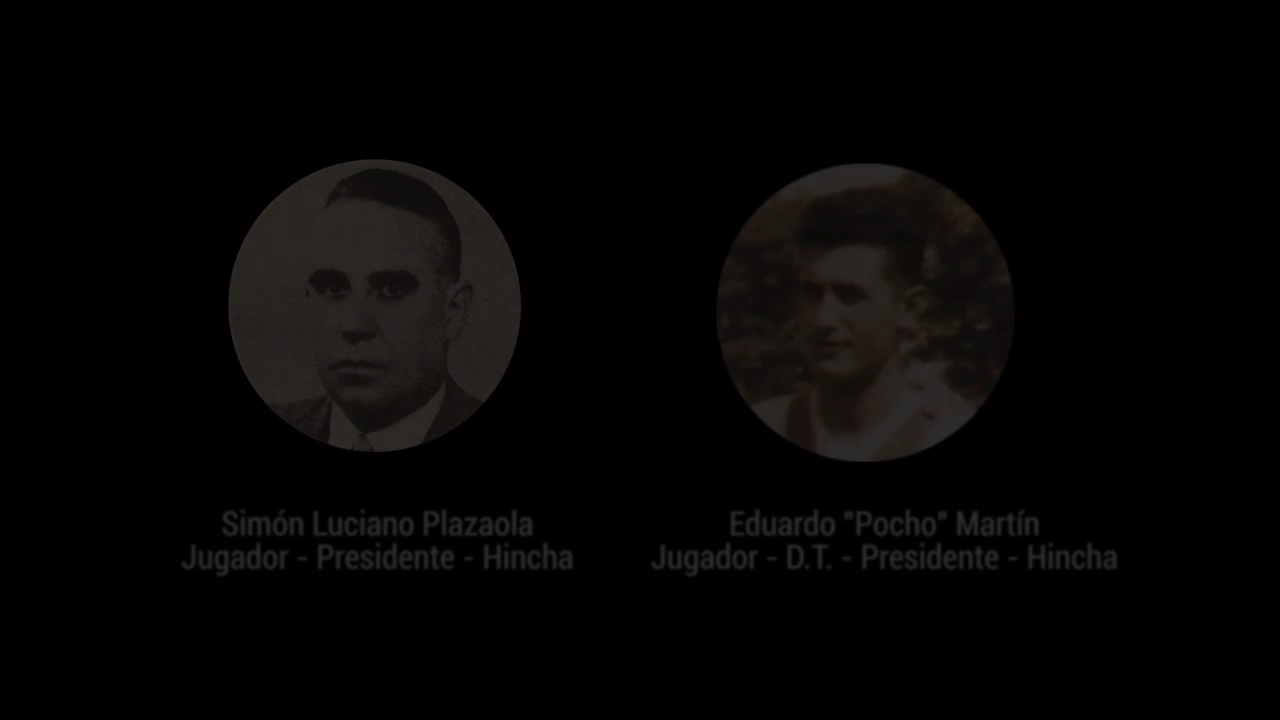 Simón Luciano Plazaola
Jugador - Presidente - Hincha
Eduardo "Pocho" Martín
Jugador - D.T. - Presidente - Hincha